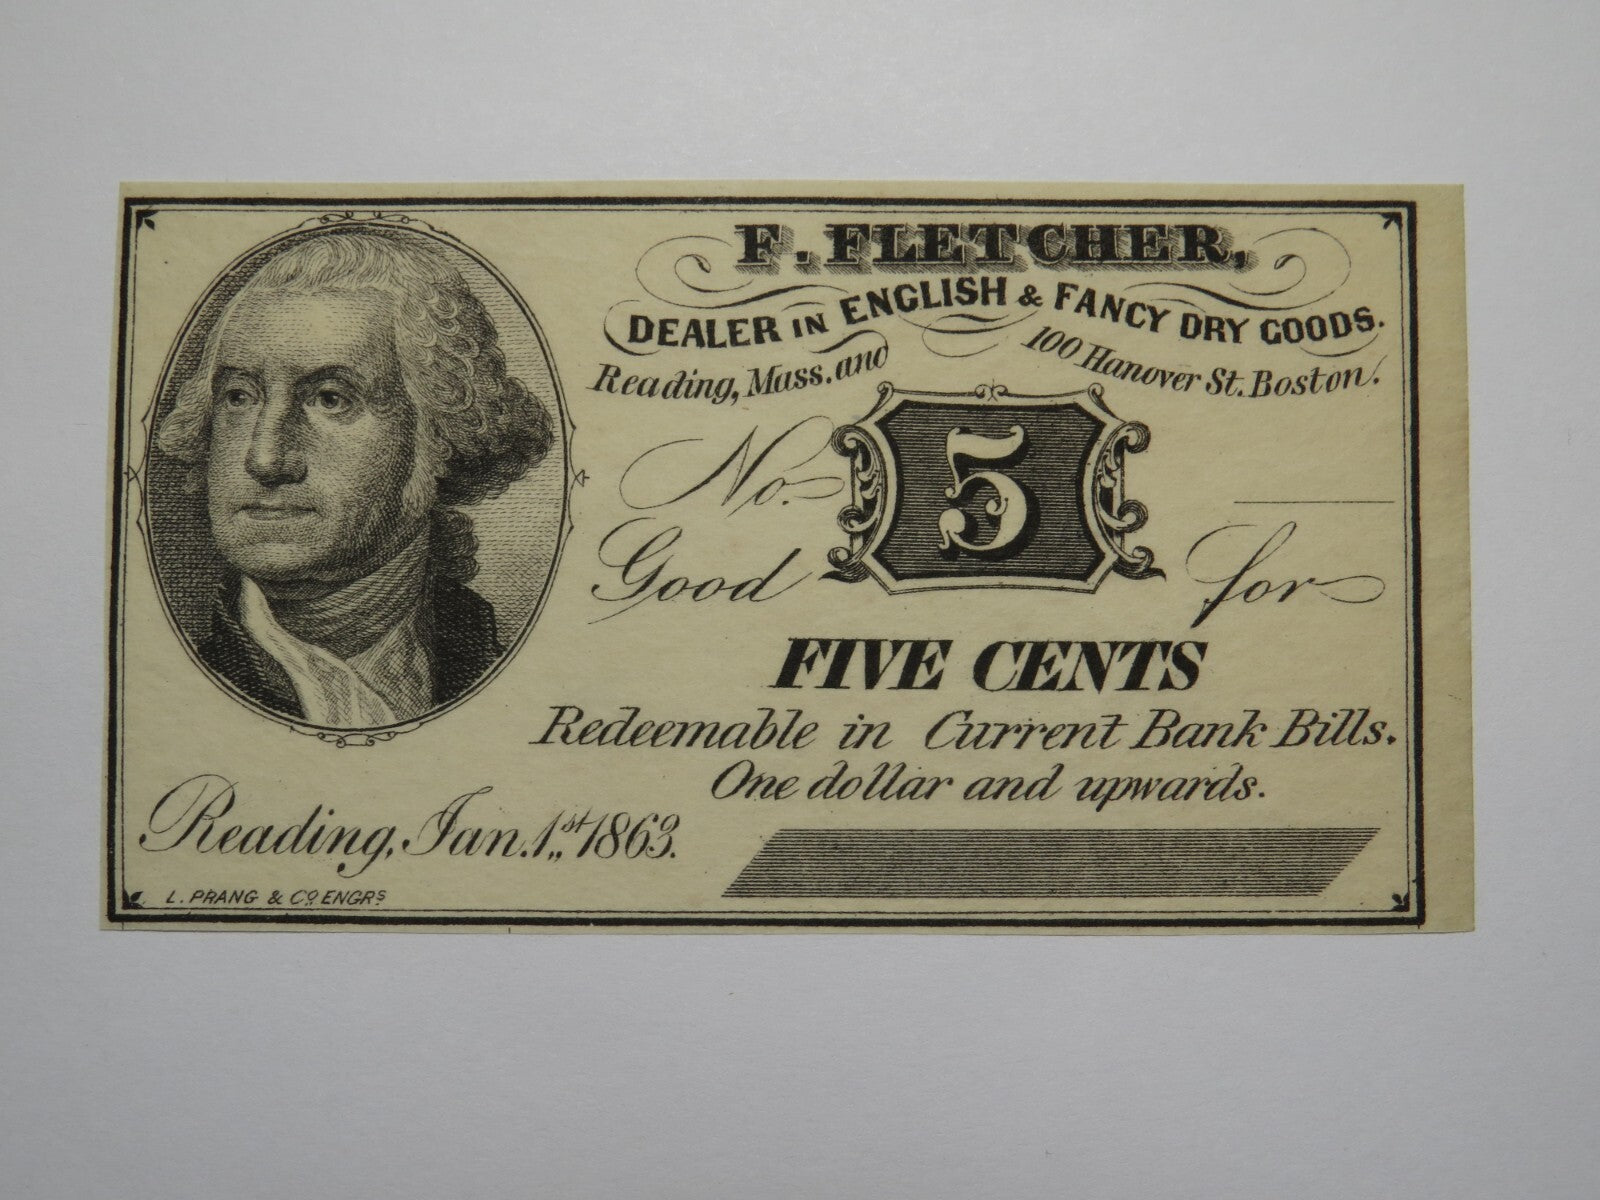 F. FLETCHER,
DEALER IN ENGLISH & FANCY DRY GOODS.
Reading, Mass. and 100 Hanover St. Boston.
No. 5
Good for
FIVE CENTS
Redeemable in Current Bank Bills.
One dollar and upwards.
Reading, Jan. 1st, 1863.
L. PRANG & CO ENGRS